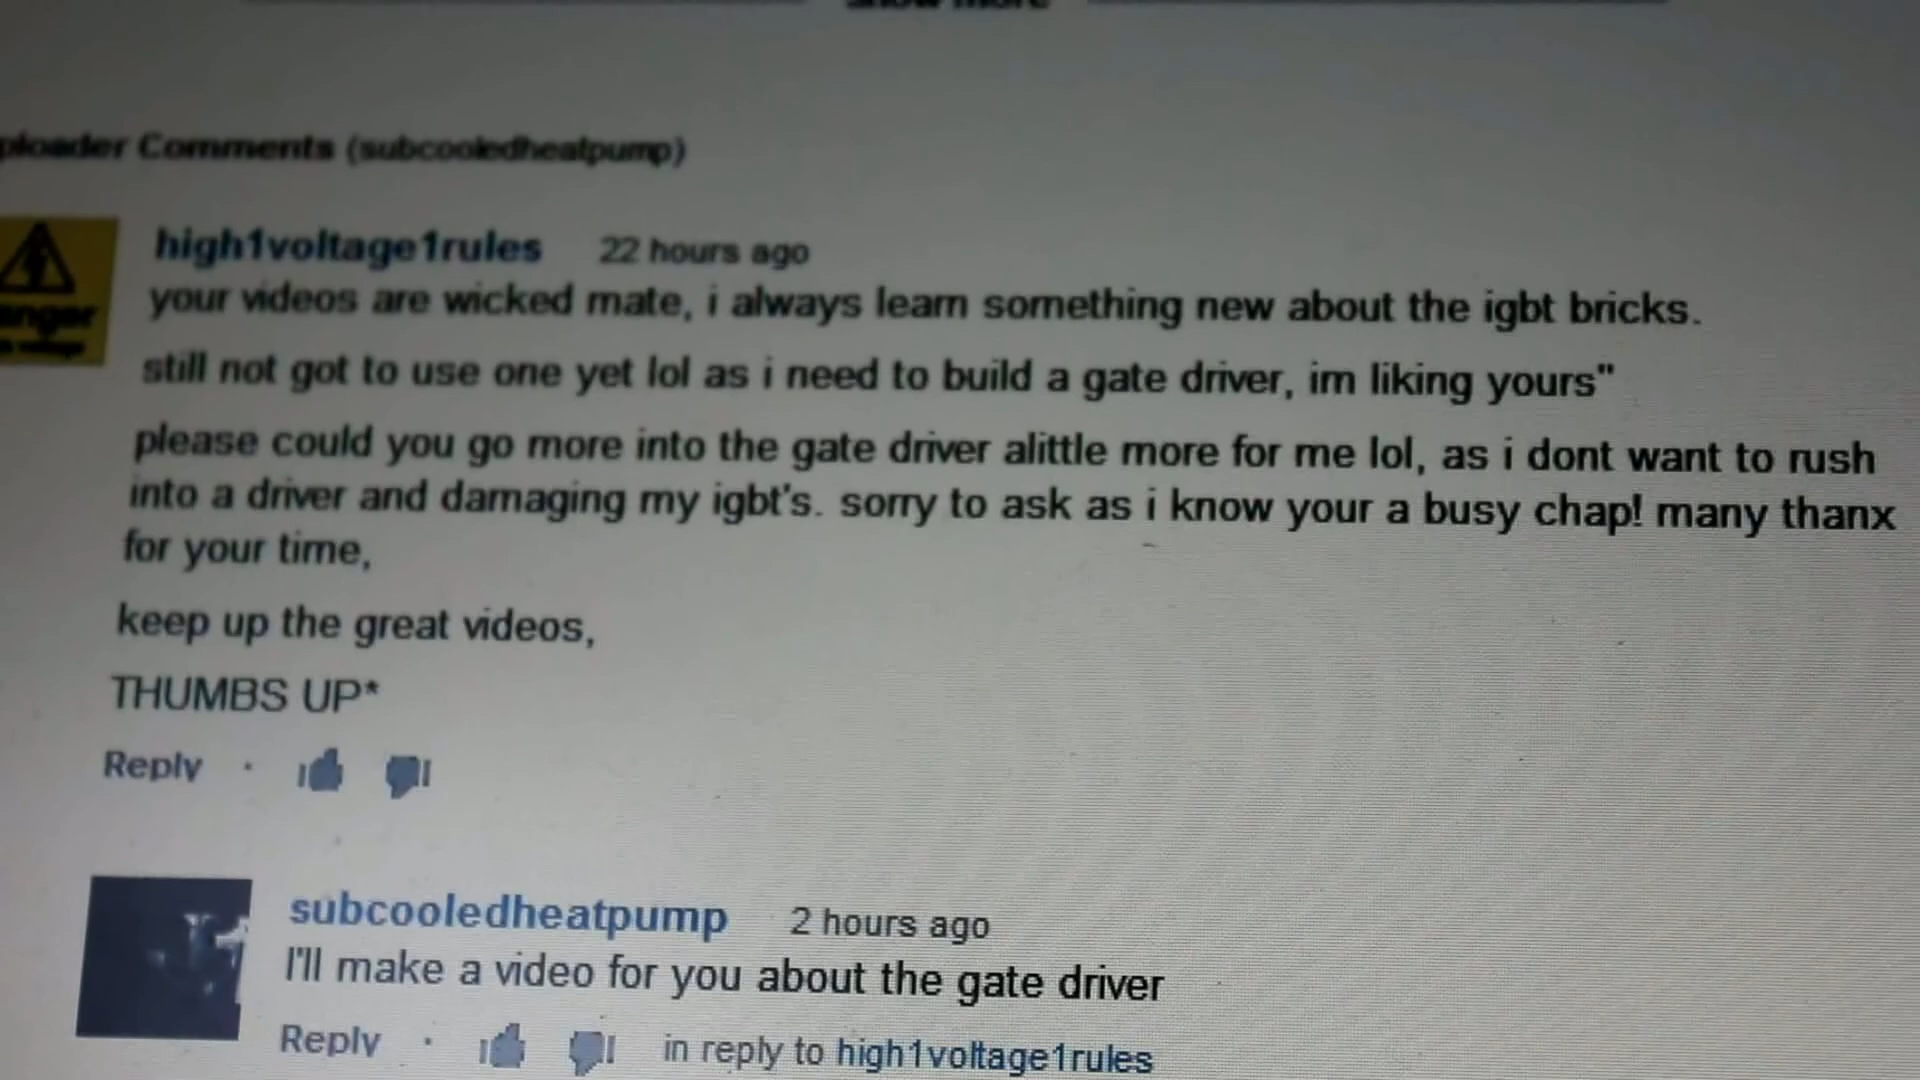 show more
ploader Comments (subcooledheatpump)
anger
high1voltage1rules 22 hours ago
your videos are wicked mate, i always learn something new about the igbt bricks.
still not got to use one yet lol as i need to build a gate driver, im liking yours"
please could you go more into the gate driver alittle more for me lol, as i dont want to rush
into a driver and damaging my igbt's. sorry to ask as i know your a busy chap! many thanx
for your time,
keep up the great videos,
THUMBS UP*
Reply ·
subcooledheatpump 2 hours ago
I'll make a video for you about the gate driver
Reply · in reply to high1voltage1rules